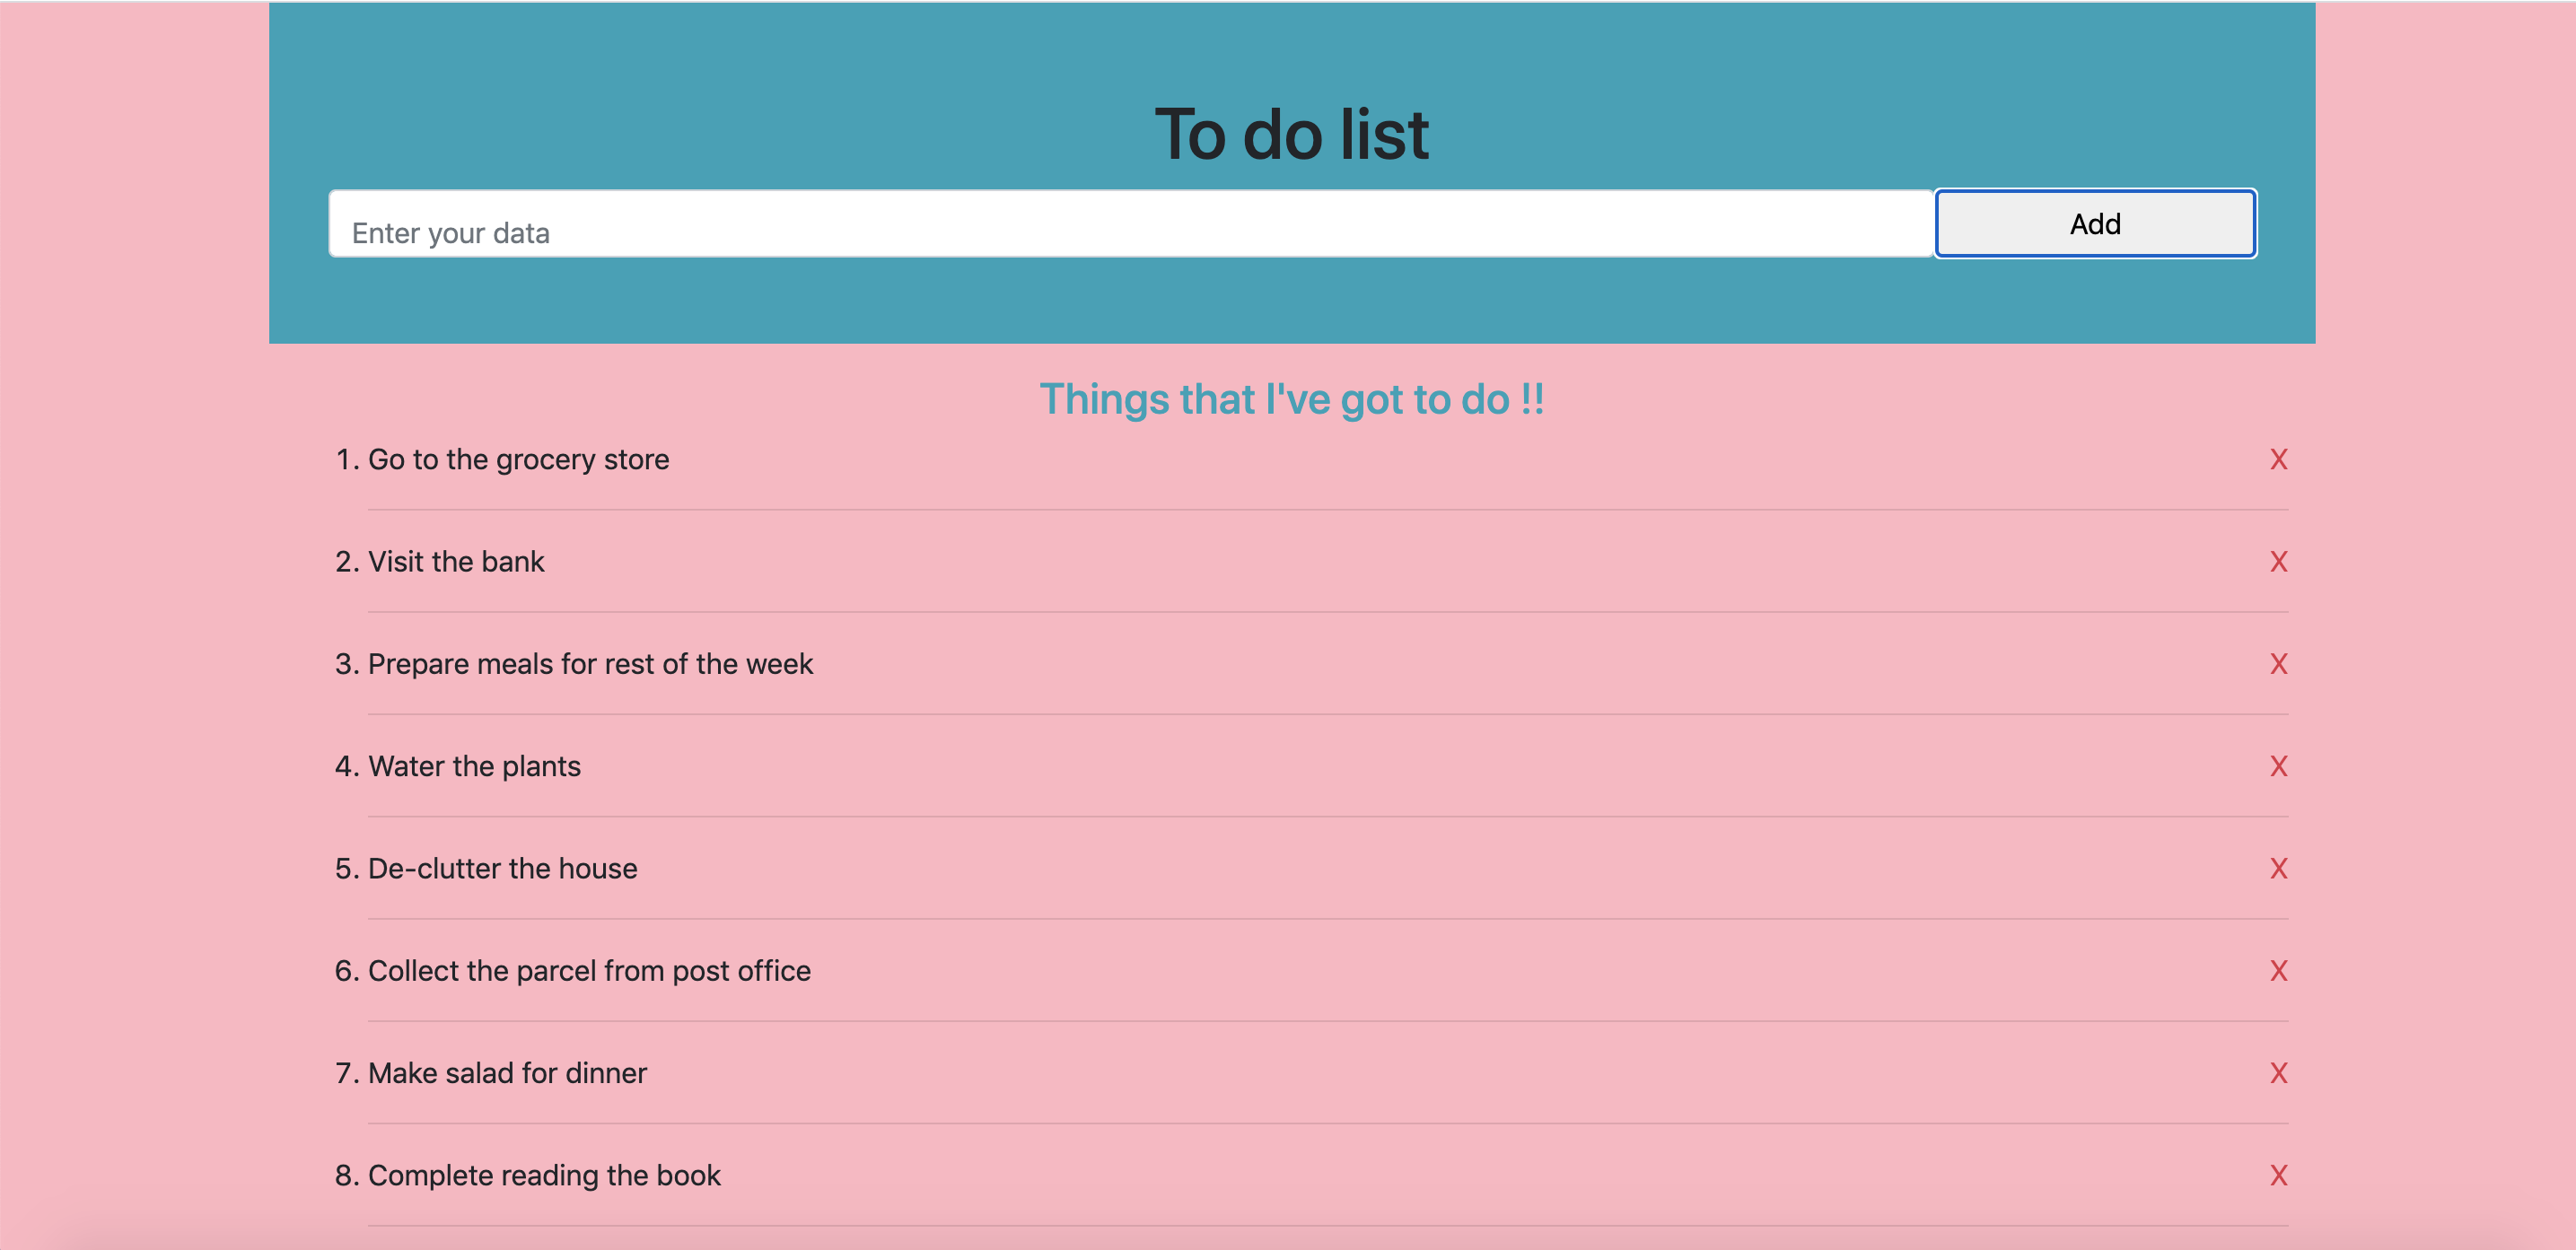 To do list
Enter your data
Add
Things that I've got to do !!
1. Go to the grocery store X
2. Visit the bank X
3. Prepare meals for rest of the week X
4. Water the plants X
5. De-clutter the house X
6. Collect the parcel from post office X
7. Make salad for dinner X
8. Complete reading the book X